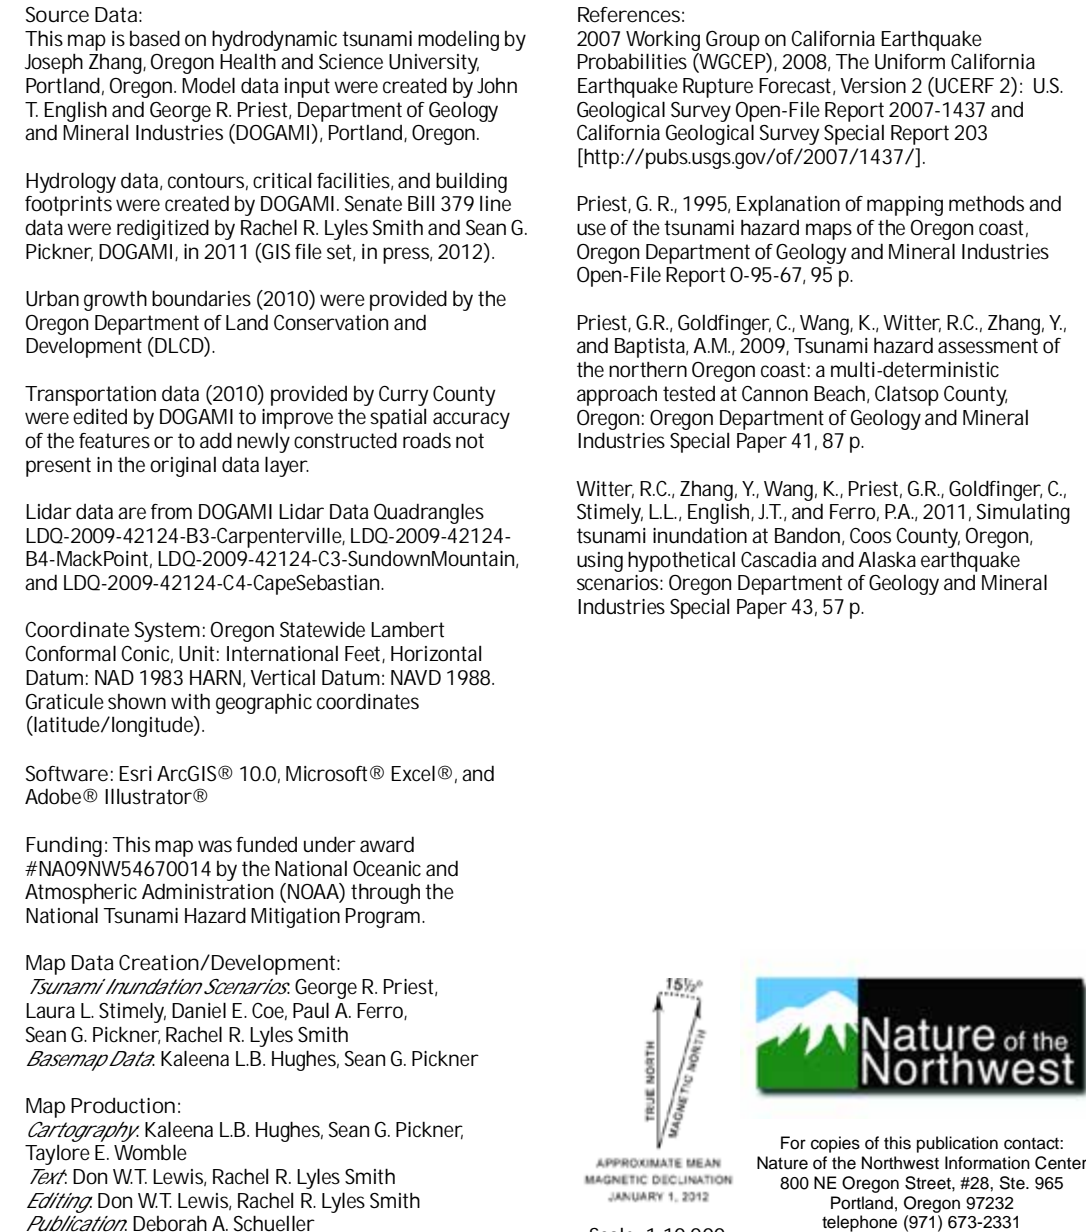 Source Data:
This map is based on hydrodynamic tsunami modeling by
Joseph Zhang, Oregon Health and Science University,
Portland, Oregon. Model data input were created by John
T. English and George R. Priest, Department of Geology
and Mineral Industries (DOGAMI), Portland, Oregon.
Hydrology data, contours, critical facilities, and building
footprints were created by DOGAMI. Senate Bill 379 line
data were redigitized by Rachel R. Lyles Smith and Sean G.
Pickner, DOGAMI, in 2011 (GIS file set, in press, 2012).
Urban growth boundaries (2010) were provided by the
Oregon Department of Land Conservation and
Development (DLCD).
Transportation data (2010) provided by Curry County
were edited by DOGAMI to improve the spatial accuracy
of the features or to add newly constructed roads not
present in the original data layer.
Lidar data are from DOGAMI Lidar Data Quadrangles
LDQ-2009-42124-B3-Carpenterville, LDQ-2009-42124-
B4-MackPoint, LDQ-2009-42124-C3-SundownMountain,
and LDQ-2009-42124-C4-CapeSebastian.
Coordinate System: Oregon Statewide Lambert
Conformal Conic, Unit: International Feet, Horizontal
Datum: NAD 1983 HARN, Vertical Datum: NAVD 1988.
Graticule shown with geographic coordinates
(latitude/longitude).
Software: Esri ArcGIS® 10.0, Microsoft® Excel®, and
Adobe® Illustrator®
Funding: This map was funded under award
#NA09NW54670014 by the National Oceanic and
Atmospheric Administration (NOAA) through the
National Tsunami Hazard Mitigation Program.
Map Data Creation/Development:
Tsunami Inundation Scenarios: George R. Priest,
Laura L. Stimely, Daniel E. Coe, Paul A. Ferro,
Sean G. Pickner, Rachel R. Lyles Smith
Basemap Data: Kaleena L.B. Hughes, Sean G. Pickner
Map Production:
Cartography: Kaleena L.B. Hughes, Sean G. Pickner,
Taylore E. Womble
Text: Don W.T. Lewis, Rachel R. Lyles Smith
Editing: Don W.T. Lewis, Rachel R. Lyles Smith
Publication: Deborah A. Schueller
References:
2007 Working Group on California Earthquake
Probabilities (WGCEP), 2008, The Uniform California
Earthquake Rupture Forecast, Version 2 (UCERF 2): U.S.
Geological Survey Open-File Report 2007-1437 and
California Geological Survey Special Report 203
[http://pubs.usgs.gov/of/2007/1437/].
Priest, G. R., 1995, Explanation of mapping methods and
use of the tsunami hazard maps of the Oregon coast,
Oregon Department of Geology and Mineral Industries
Open-File Report O-95-67, 95 p.
Priest, G.R., Goldfinger, C., Wang, K., Witter, R.C., Zhang, Y.,
and Baptista, A.M., 2009, Tsunami hazard assessment of
the northern Oregon coast: a multi-deterministic
approach tested at Cannon Beach, Clatsop County,
Oregon: Oregon Department of Geology and Mineral
Industries Special Paper 41, 87 p.
Witter, R.C., Zhang, Y., Wang, K., Priest, G.R., Goldfinger, C.,
Stimely, L.L., English, J.T., and Ferro, P.A., 2011, Simulating
tsunami inundation at Bandon, Coos County, Oregon,
using hypothetical Cascadia and Alaska earthquake
scenarios: Oregon Department of Geology and Mineral
Industries Special Paper 43, 57 p.
15½°
TRUE NORTH
MAGNETIC NORTH
APPROXIMATE MEAN
MAGNETIC DECLINATION
JANUARY 1, 2012
Nature of the
Northwest
For copies of this publication contact:
Nature of the Northwest Information Center
800 NE Oregon Street, #28, Ste. 965
Portland, Oregon 97232
telephone (971) 673-2331